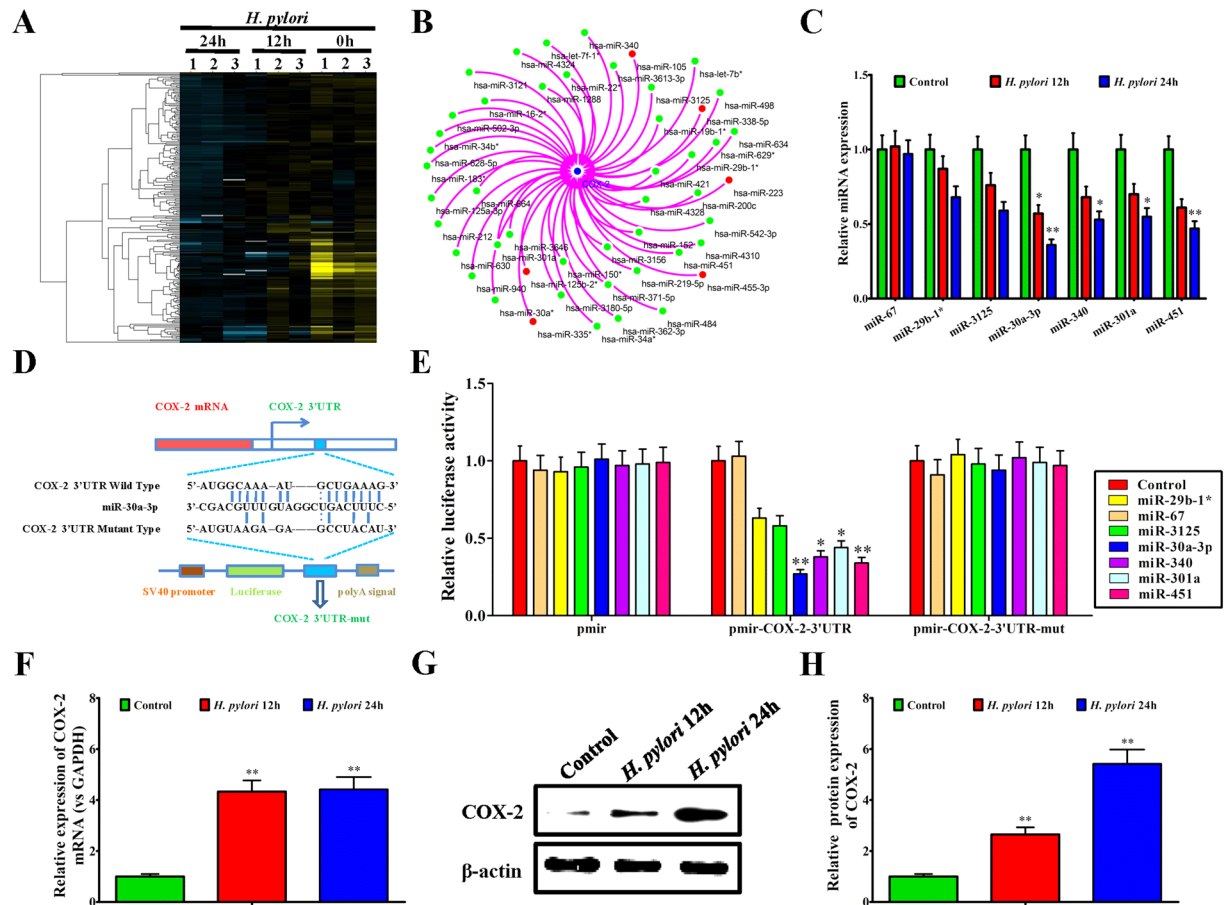 A
H. pylori
24h 12h 0h
1 2 3 1 2 3 1 2 3
B
hsa-miR-340
hsa-let-7f-1*
hsa-miR-4324
hsa-miR-105
hsa-miR-3613-p
hsa-let-7b*
hsa-miR-3121
hsa-miR-22*
hsa-miR-1288
hsa-miR-3125
hsa-miR-498
hsa-miR-16-2*
hsa-miR-338-5p
hsa-miR-502-3p
hsa-miR-19b-1*
hsa-miR-634
hsa-miR-34b*
hsa-miR-629*
hsa-miR-628-5p
hsa-miR-29b-1*
hsa-miR-183*
COX-2
hsa-miR-421
hsa-miR-223
hsa-miR-664
hsa-miR-200c
hsa-miR-125a-3p
hsa-miR-4328
hsa-miR-542-3p
hsa-miR-212
hsa-miR-3646
hsa-miR-152
hsa-miR-301a
hsa-miR-3156
hsa-miR-4310
hsa-miR-630
hsa-miR-150*
hsa-miR-451
hsa-miR-125b-2*
hsa-miR-219-5p
hsa-miR-940
hsa-miR-455-3p
hsa-miR-371-5p
hsa-miR-3180-5p
hsa-miR-30a*
hsa-miR-484
hsa-miR-335*
hsa-miR-362-3p
hsa-miR-34a*
C
Control H. pylori 12h H. pylori 24h
Relative miRNA expression
1.5
1.0
0.5
0.0
* ** * * **
miR-67 miR-29b-1* miR-3125 miR-30a-3p miR-340 miR-301a miR-451
D
COX-2 mRNA COX-2 3'UTR
COX-2 3'UTR Wild Type 5'-AUGGCAAA--AU----GCUGAAAG-3'
miR-30a-3p 3'-CGACGUUUGUAGGCUGACUUUC-5'
COX-2 3'UTR Mutant Type 5'-AUGUAAGA--GA-----GCCUACAU-3'
SV40 promoter Luciferase polyA signal
COX-2 3'UTR-mut
E
Relative luciferase activity
1.5
1.0
0.5
0.0
** * * **
pmir pmir-COX-2-3'UTR pmir-COX-2-3'UTR-mut
Control
miR-29b-1*
miR-67
miR-3125
miR-30a-3p
miR-340
miR-301a
miR-451
F
Control H. pylori 12h H. pylori 24h
Relative expression of COX-2
mRNA (vs GAPDH)
8
6
4
2
0
** **
G
Control H. pylori 12h H. pylori 24h
COX-2
β-actin
H
Control H. pylori 12h H. pylori 24h
Relative protein expression
of COX-2
8
6
4
2
0
** **